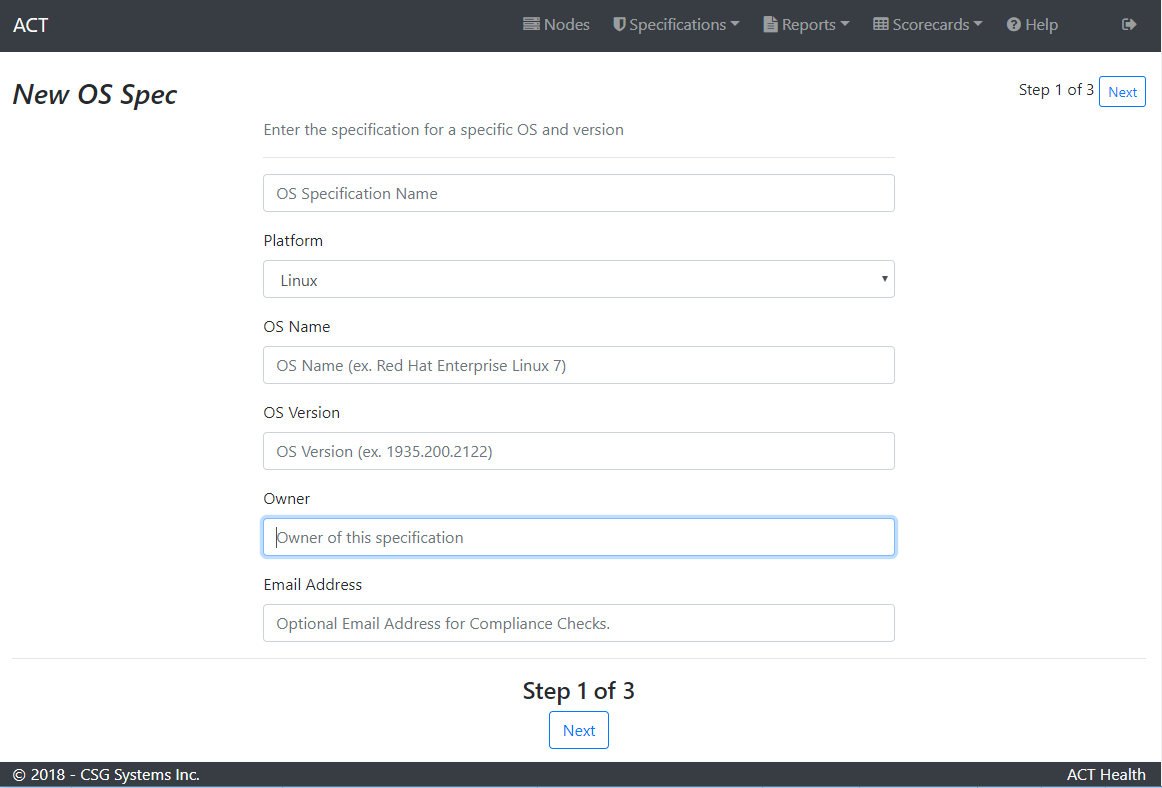 ACT Nodes Specifications Reports Scorecards Help
New OS Spec
Step 1 of 3 Next
Enter the specification for a specific OS and version
OS Specification Name
Platform
Linux
OS Name
OS Name (ex. Red Hat Enterprise Linux 7)
OS Version
OS Version (ex. 1935.200.2122)
Owner
Owner of this specification
Email Address
Optional Email Address for Compliance Checks.
Step 1 of 3
Next
© 2018 - CSG Systems Inc. ACT Health